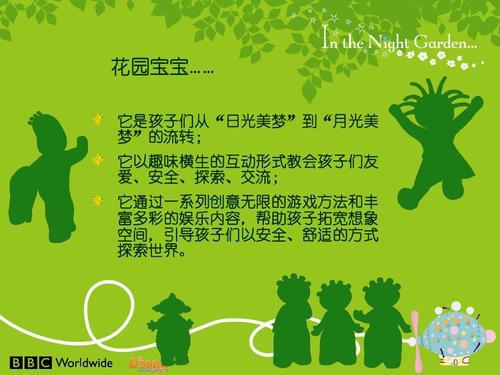 In the Night Garden...
花园宝宝……
它是孩子们从“日光美梦”到“月光美
梦”的流转；
它以趣味横生的互动形式教会孩子们友
爱、安全、探索、交流；
它通过一系列创意无限的游戏方法和丰
富多彩的娱乐内容，帮助孩子拓宽想象
空间，引导孩子们以安全、舒适的方式
探索世界。
BBC Worldwide